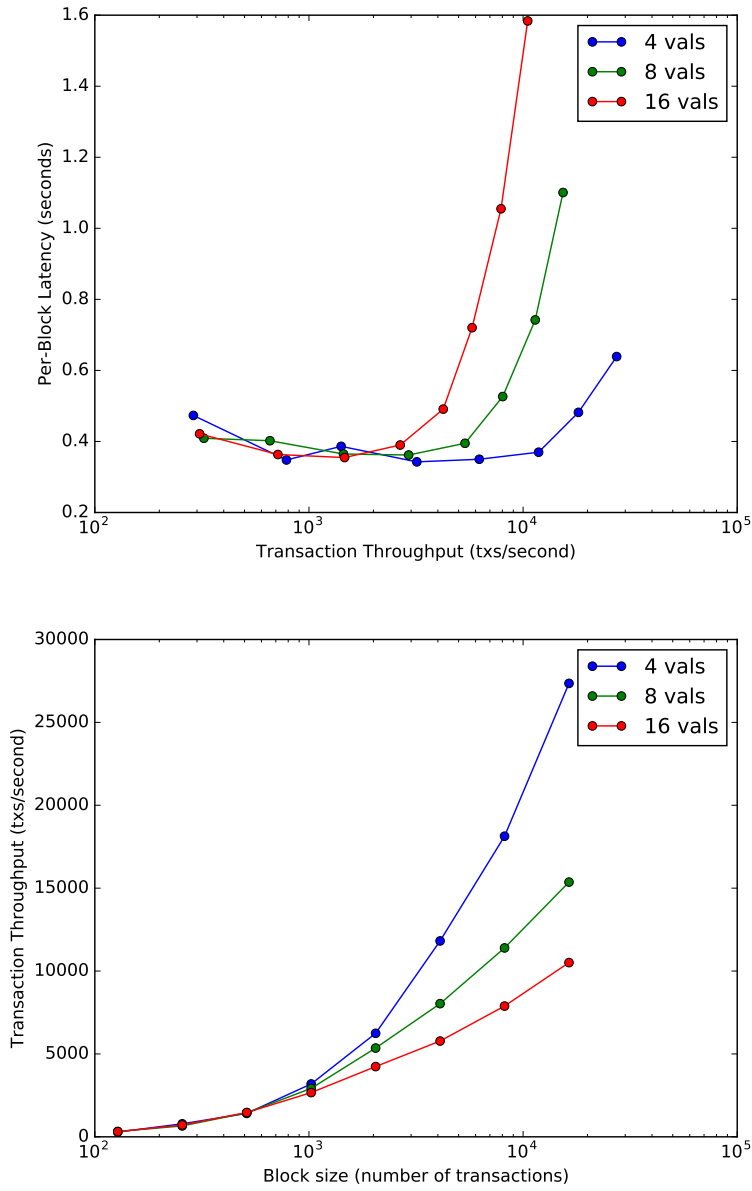 1.6
1.4
1.2
1.0
0.8
0.6
0.4
0.2
Per-Block Latency (seconds)
4 vals
8 vals
16 vals
10^2
10^3
10^4
10^5
Transaction Throughput (txs/second)
30000
25000
20000
15000
10000
5000
0
Transaction Throughput (txs/second)
4 vals
8 vals
16 vals
10^2
10^3
10^4
10^5
Block size (number of transactions)